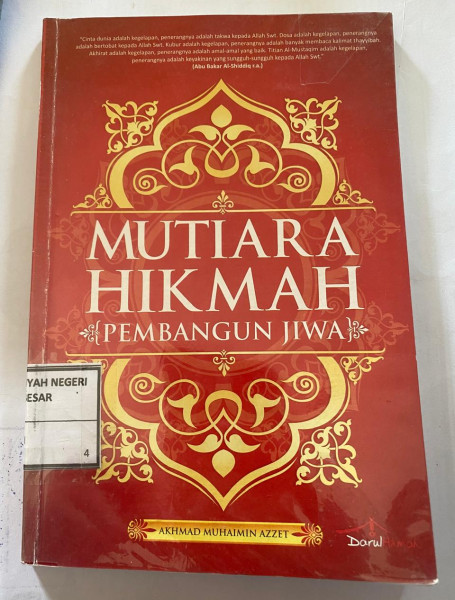 "Cinta dunia adalah kegelapan, penerangnya adalah takwa kepada Allah Swt. Dosa adalah kegelapan, penerangnya
adalah bertobat kepada Allah Swt. Kubur adalah kegelapan, penerangnya adalah banyak membaca kalimat thayyibah.
Akhirat adalah kegelapan, penerangnya adalah amal-amal yang baik. Titian Al-Mustaqim adalah kegelapan,
penerangnya adalah keyakinan yang sungguh-sungguh kepada Allah Swt."
(Abu Bakar Al-Shiddiq r.a.)
MUTIARA
HIKMAH
{PEMBANGUN JIWA}
YAH NEGERI
ESAR
4
AKHMAD MUHAIMIN AZZET
Darul